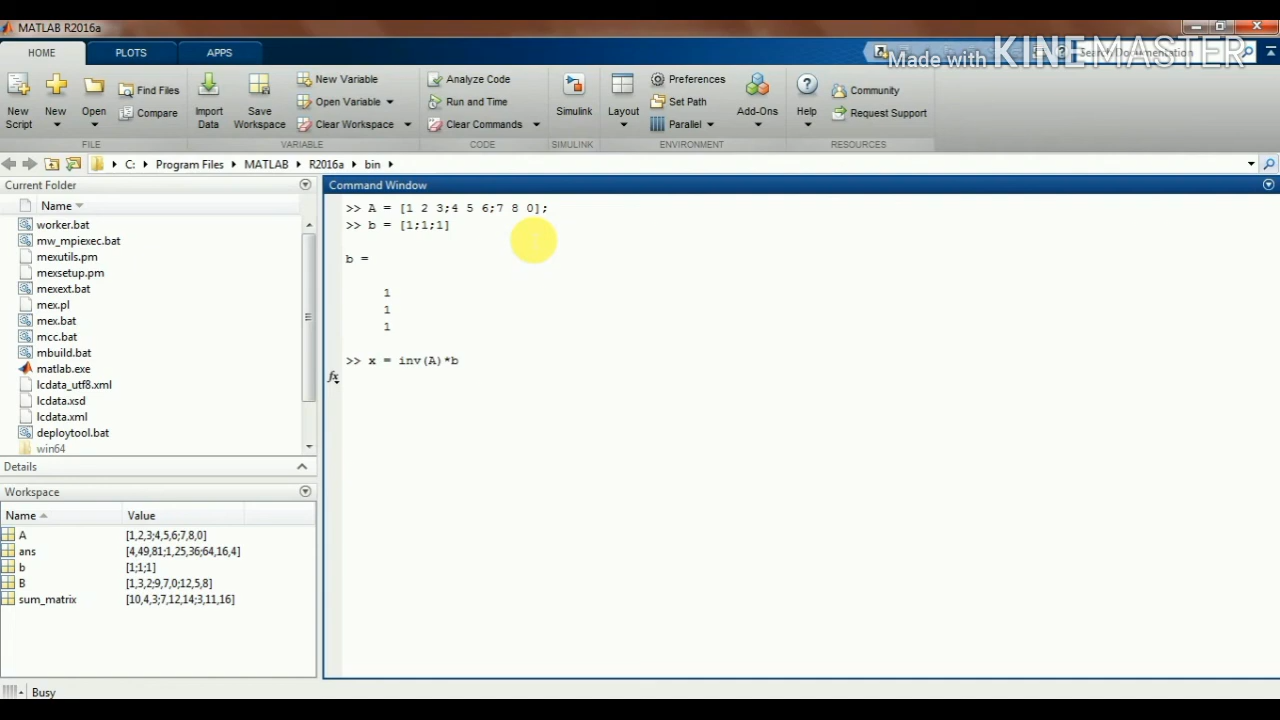 MATLAB R2016a
HOME PLOTS APPS
Made with KINEMASTER
New Script
New
Open
Find Files
Compare
Import Data
Save Workspace
New Variable
Open Variable
Clear Workspace
Analyze Code
Run and Time
Clear Commands
Simulink
Layout
Preferences
Set Path
Parallel
Add-Ons
Help
Community
Request Support
FILE VARIABLE CODE SIMULINK ENVIRONMENT RESOURCES
C: Program Files MATLAB R2016a bin
Current Folder
Name
worker.bat
mw_mpiexec.bat
mexutils.pm
mexsetup.pm
mexext.bat
mex.pl
mex.bat
mcc.bat
mbuild.bat
matlab.exe
lcdata_utf8.xml
lcdata.xsd
lcdata.xml
deploytool.bat
win64
Details
Workspace
Name Value
A [1,2,3;4,5,6;7,8,0]
ans [4,49,81;1,25,36;64,16,4]
b [1;1;1]
B [1,3,2;9,7,0;12,5,8]
sum_matrix [10,4,3;7,12,14;3,11,16]
Command Window
>> A = [1 2 3;4 5 6;7 8 0];
>> b = [1;1;1]
b =
1
1
1
>> x = inv(A)*b
fx
Busy